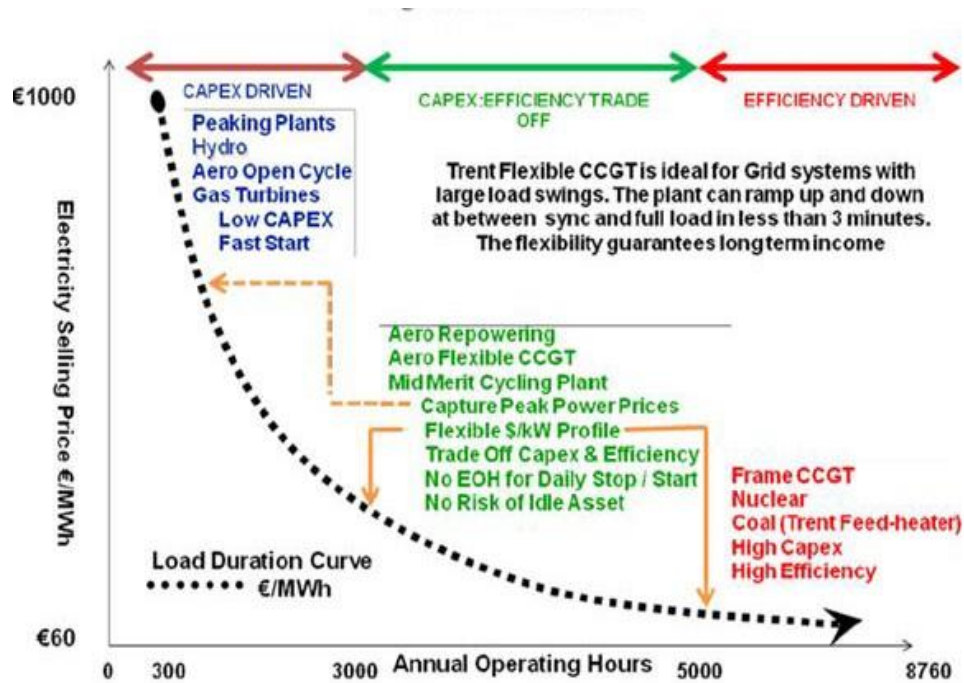 €1000
CAPEX DRIVEN
Peaking Plants
Hydro
Aero Open Cycle
Gas Turbines
Low CAPEX
Fast Start
CAPEX:EFFICIENCY TRADE
OFF
EFFICIENCY DRIVEN
Trent Flexible CCGT is ideal for Grid systems with
large load swings. The plant can ramp up and down
at between sync and full load in less than 3 minutes.
The flexibility guarantees long term income
Electricity Selling Price €/MWh
Aero Repowering
Aero Flexible CCGT
Mid Merit Cycling Plant
Capture Peak Power Prices
Flexible $/kW Profile
Trade Off Capex & Efficiency
No EOH for Daily Stop / Start
No Risk of Idle Asset
Frame CCGT
Nuclear
Coal (Trent Feed-heater)
High Capex
High Efficiency
Load Duration Curve
€/MWh
€60
0 300 3000 Annual Operating Hours 5000 8760